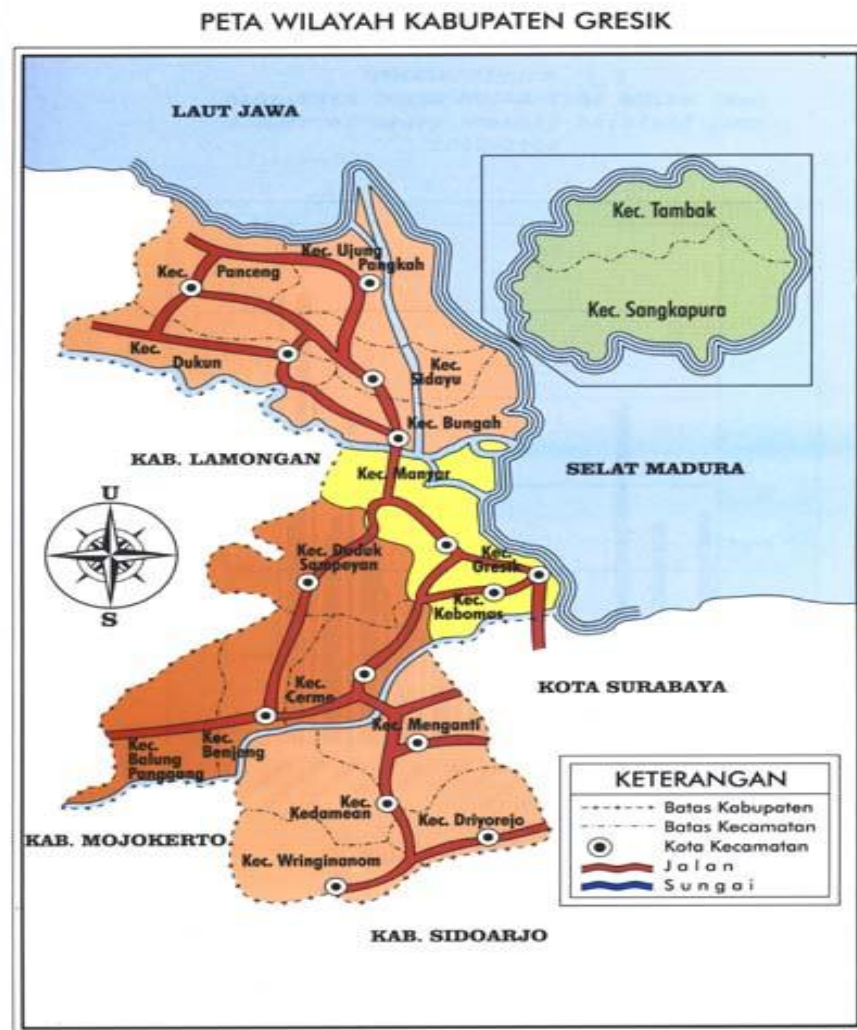 PETA WILAYAH KABUPATEN GRESIK
LAUT JAWA
Kec. Tambak
Kec. Sangkapura
Kec. Ujung
Pangkah
Kec. Panceng
Kec.
Dukun
Kec.
Sidayu
Kec. Bungah
KAB. LAMONGAN
Kec. Manyar
SELAT MADURA
U
S
Kec. Duduk
Sampeyan
Kec.
Gresik
Kec.
Kebomas
KOTA SURABAYA
Kec.
Cerme
Kec.
Benjeng
Kec.
Balung
Panggang
Kec. Menganti
Kec.
Kedamean
Kec. Driyorejo
Kec. Wringinanom
KAB. MOJOKERTO
KAB. SIDOARJO
KETERANGAN
Batas Kabupaten
Batas Kecamatan
Kota Kecamatan
Jalan
Sungai